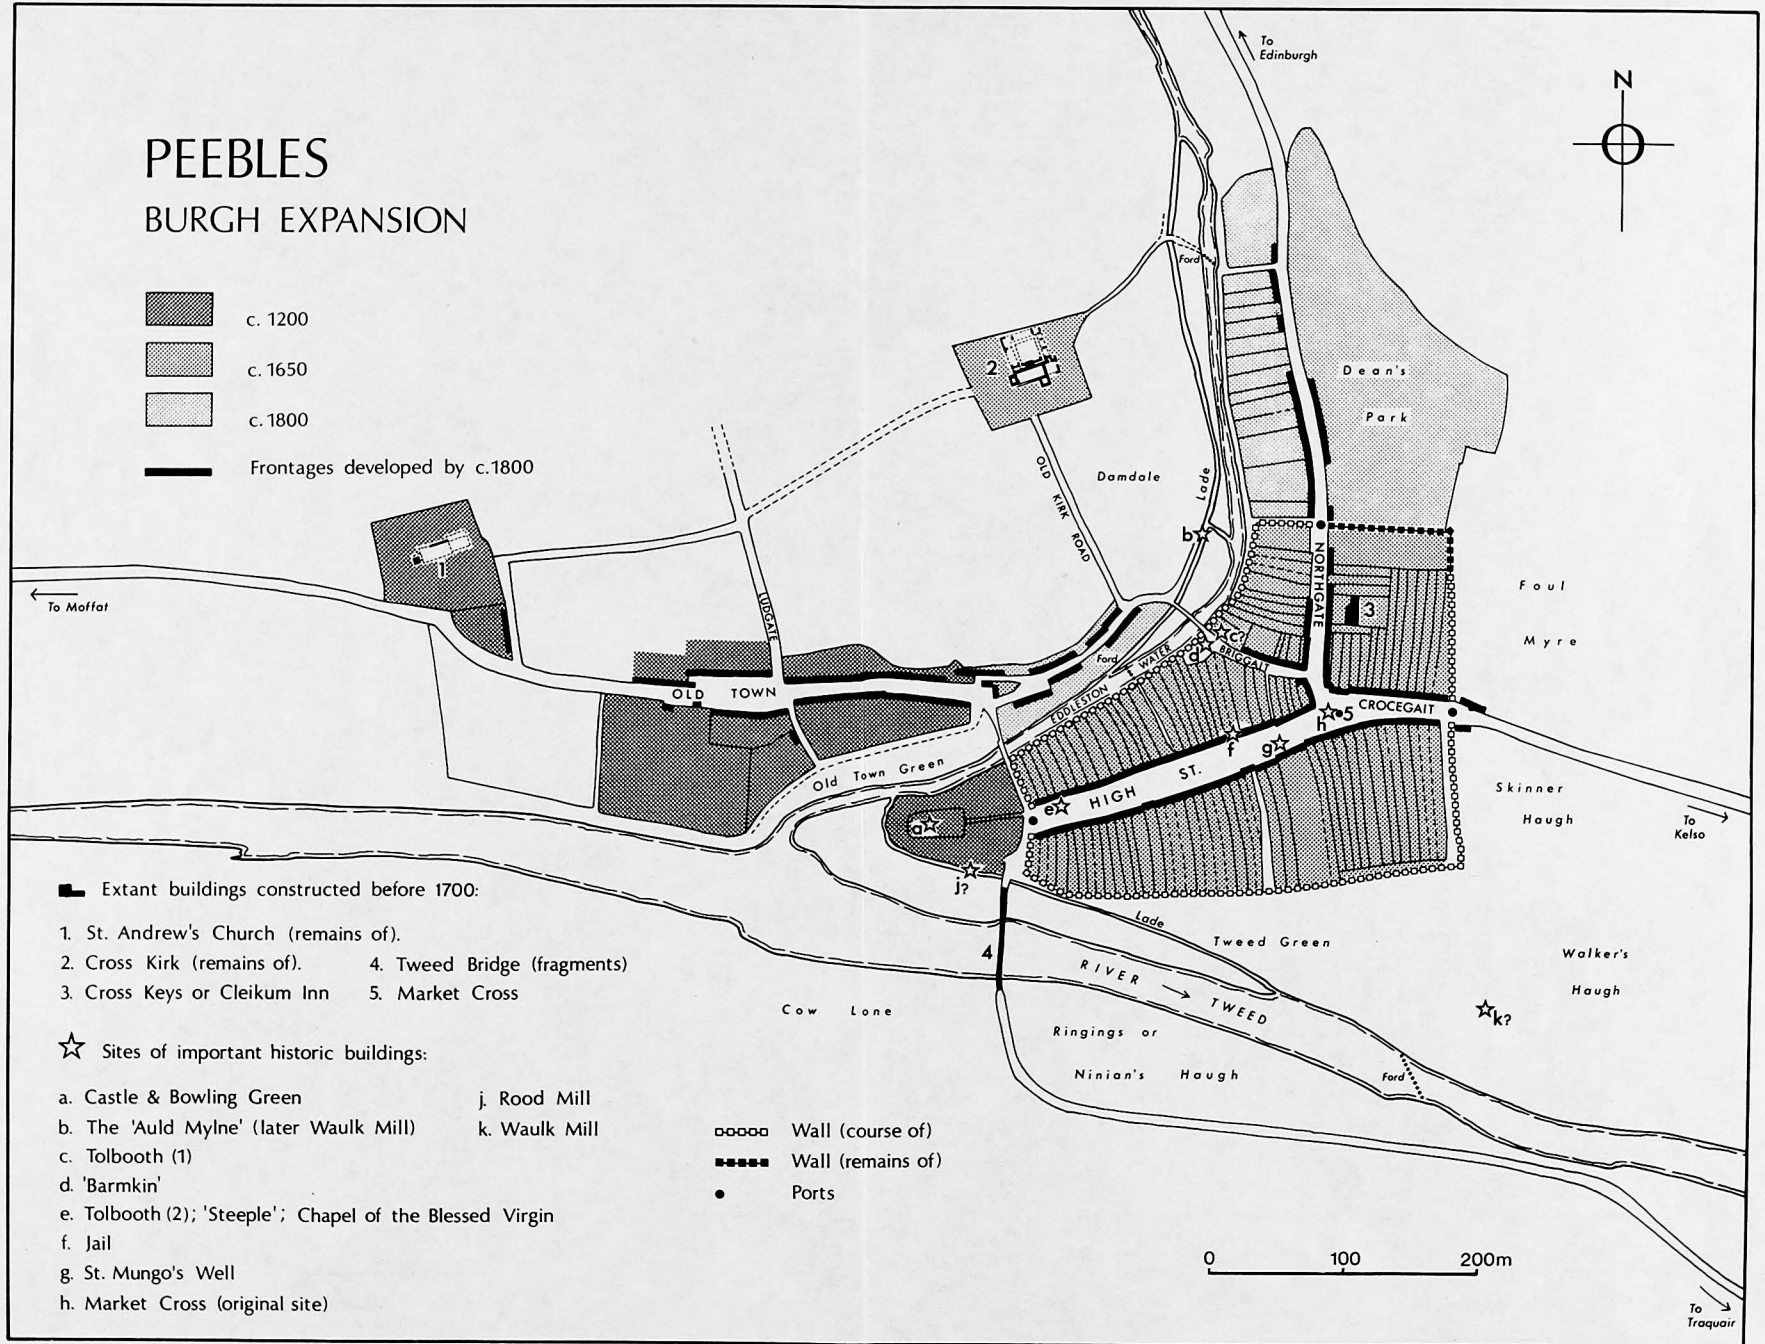 PEEBLES
BURGH EXPANSION
c. 1200
c. 1650
c. 1800
Frontages developed by c.1800
To
Edinburgh
N
Ford
Dean's
Park
2
OLD KIRK ROAD
Damdale
Lade
b
NORTHGATE
3
Foul
Myre
1
To Moffat
LUDGATE
c?
d
BRIGGAIT
Ford
EDDLESTON WATER
OLD TOWN
h
5
CROCEGAIT
f
g
Old Town Green
HIGH ST.
e
a
j?
Skinner
Haugh
To
Kelso
Lade
Tweed Green
Walker's
Haugh
4
RIVER TWEED
k?
Cow Lone
Ringings or
Ninian's Haugh
Ford
To
Traquair
Extant buildings constructed before 1700:
1. St. Andrew's Church (remains of).
2. Cross Kirk (remains of).
3. Cross Keys or Cleikum Inn
4. Tweed Bridge (fragments)
5. Market Cross
Sites of important historic buildings:
a. Castle & Bowling Green
b. The 'Auld Mylne' (later Waulk Mill)
c. Tolbooth (1)
d. 'Barmkin'
e. Tolbooth (2); 'Steeple'; Chapel of the Blessed Virgin
f. Jail
g. St. Mungo's Well
h. Market Cross (original site)
j. Rood Mill
k. Waulk Mill
Wall (course of)
Wall (remains of)
Ports
0 100 200m